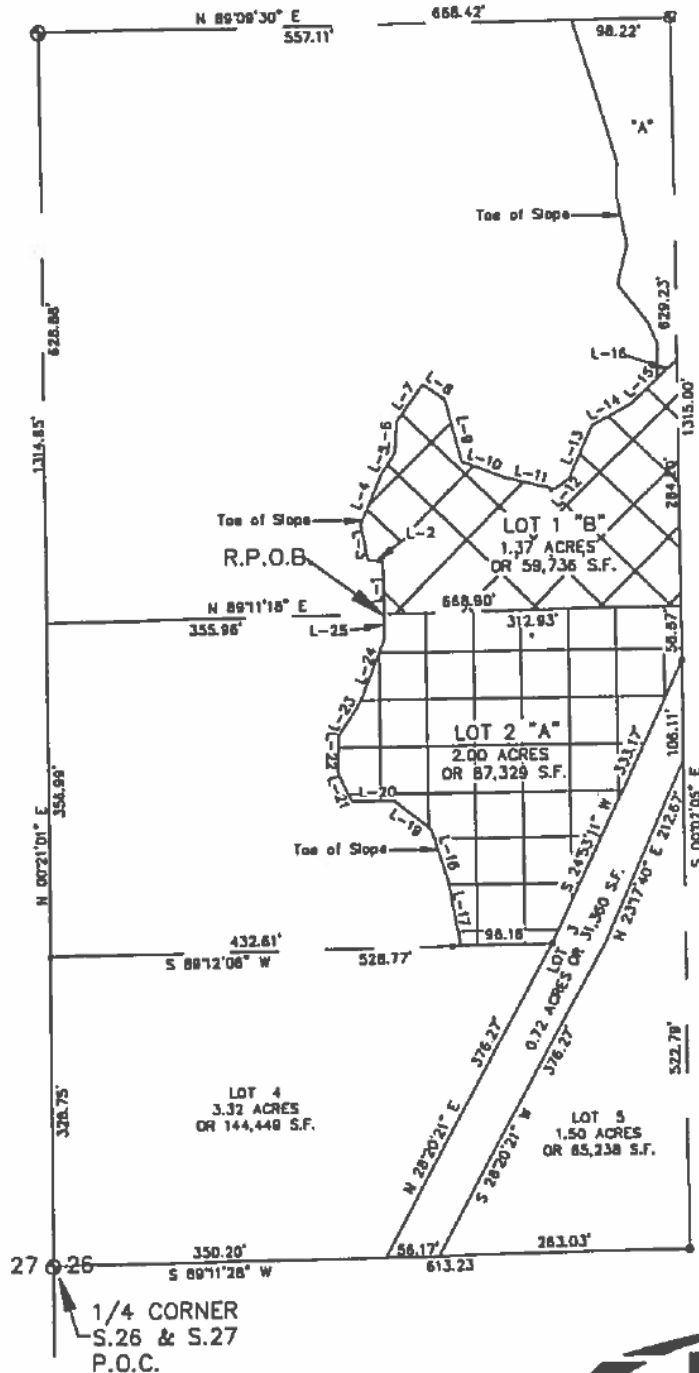 N 89°09'30" E
557.11'
668.42'
98.22'
"A"
Toe of Slope
629.23'
628.88'
L-16
1315.00'
1314.85'
L-7
L-8
L-15
L-14
L-6
L-5
L-9
L-13
L-10
L-11
L-12
L-4
284.20'
Toe of Slope
L-3
L-2
LOT 1 "B"
1.37 ACRES
OR 59,736 S.F.
R.P.O.B.
L-1
N 89°11'18" E
355.96'
668.90'
312.93'
L-25
58.87'
L-24
L-23
LOT 2 "A"
2.00 ACRES
OR 87,329 S.F.
333.17'
106.11'
L-22
L-21
L-20
L-19
S 24°53'11" W
N 00°21'01" E
358.99'
S 00°02'05" E
Toe of Slope
L-18
N 23°17'40" E 212.67'
L-17
98.16'
432.61'
S 89°12'08" W
528.77'
LOT 3
0.72 ACRES OR 31,360 S.F.
376.27'
376.27'
522.79'
328.75'
LOT 4
3.32 ACRES
OR 144,449 S.F.
N 28°20'21" E
S 28°20'21" W
LOT 5
1.50 ACRES
OR 65,238 S.F.
350.20'
56.17'
263.03'
27
26
S 89°11'28" W
613.23
1/4 CORNER
S.26 & S.27
P.O.C.